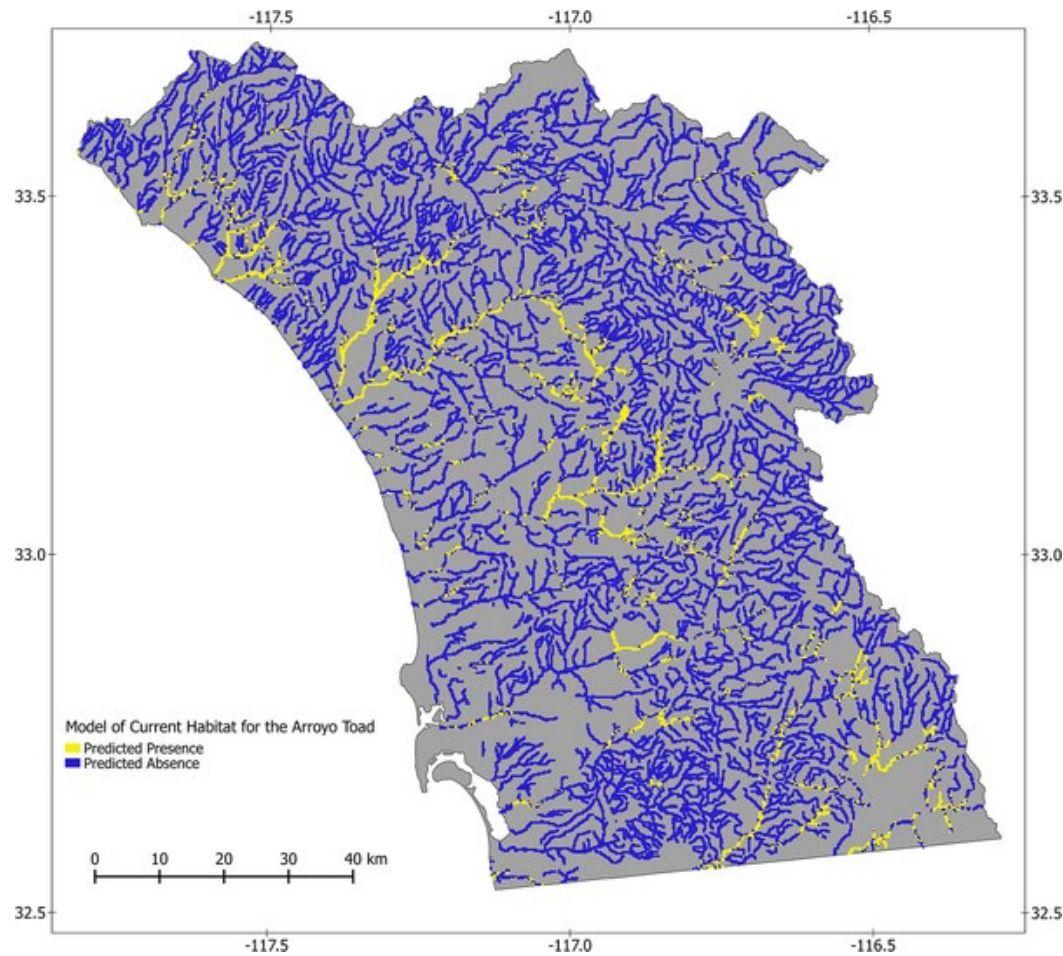 -117.5 -117.0 -116.5
33.5 33.5
33.0 33.0
Model of Current Habitat for the Arroyo Toad
Predicted Presence
Predicted Absence
0 10 20 30 40 km
32.5 32.5
-117.5 -117.0 -116.5